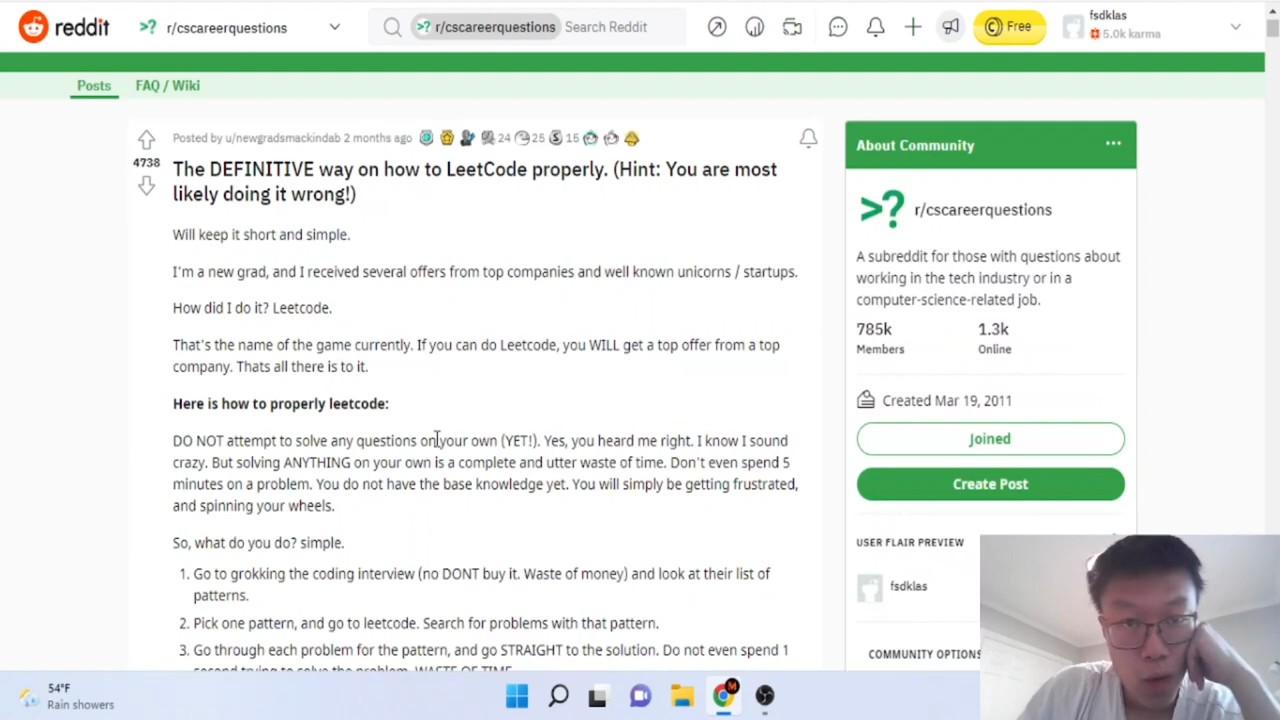 reddit
>? r/cscareerquestions
>? r/cscareerquestions Search Reddit
Free
fsdklas
5.0k karma
Posts
FAQ / Wiki
4738
Posted by u/newgradsmackindab 2 months ago
24
25
S 15
The DEFINITIVE way on how to LeetCode properly. (Hint: You are most
likely doing it wrong!)
Will keep it short and simple.
I'm a new grad, and I received several offers from top companies and well known unicorns / startups.
How did I do it? Leetcode.
That's the name of the game currently. If you can do Leetcode, you WILL get a top offer from a top
company. Thats all there is to it.
Here is how to properly leetcode:
DO NOT attempt to solve any questions on your own (YET!). Yes, you heard me right. I know I sound
crazy. But solving ANYTHING on your own is a complete and utter waste of time. Don't even spend 5
minutes on a problem. You do not have the base knowledge yet. You will simply be getting frustrated,
and spinning your wheels.
So, what do you do? simple.
1. Go to grokking the coding interview (no DONT buy it. Waste of money) and look at their list of
patterns.
2. Pick one pattern, and go to leetcode. Search for problems with that pattern.
3. Go through each problem for the pattern, and go STRAIGHT to the solution. Do not even spend 1
second trying to solve the problem. WASTE OF TIME.
About Community
>? r/cscareerquestions
A subreddit for those with questions about
working in the tech industry or in a
computer-science-related job.
785k
Members
1.3k
Online
Created Mar 19, 2011
Joined
Create Post
USER FLAIR PREVIEW
fsdklas
COMMUNITY OPTIONS
54°F
Rain showers
M